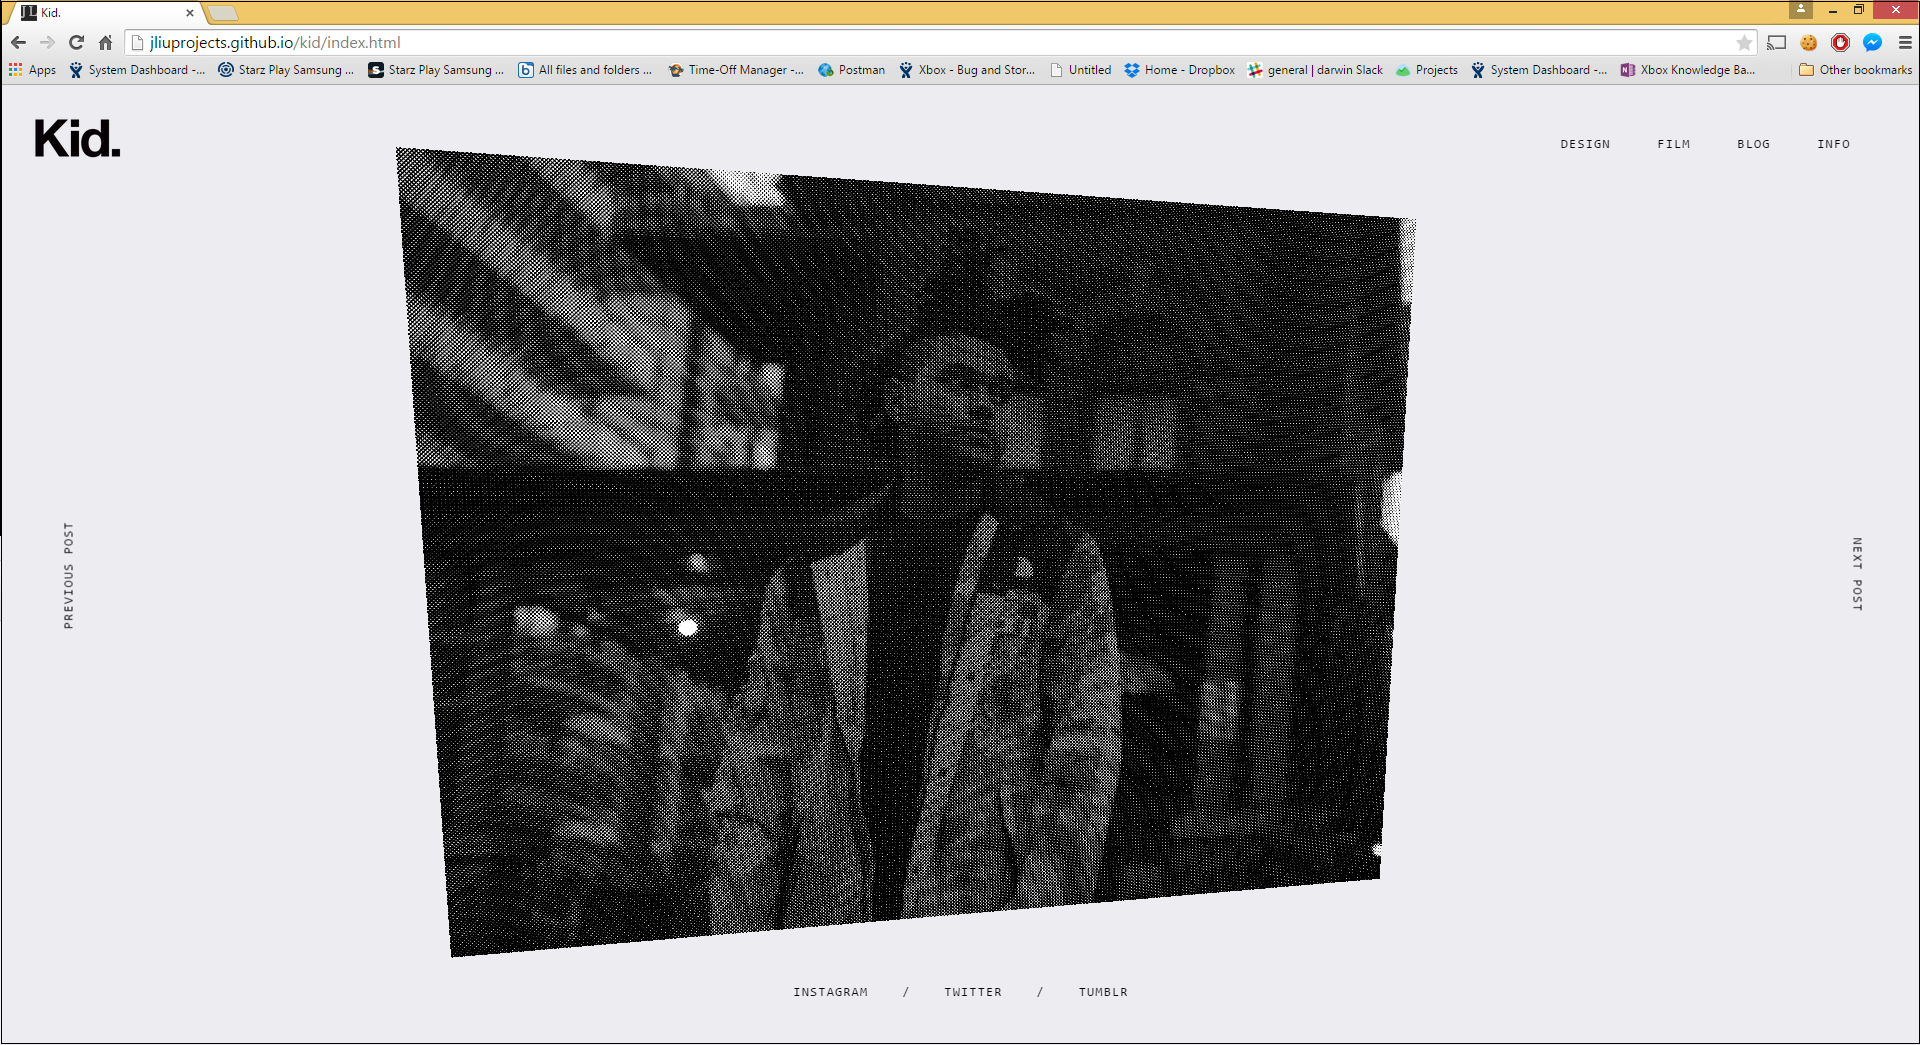 Kid.
jliuprojects.github.io/kid/index.html
Apps System Dashboard -... Starz Play Samsung ... Starz Play Samsung ... All files and folders ... Time-Off Manager -... Postman Xbox - Bug and Stor... Untitled Home - Dropbox general | darwin Slack Projects System Dashboard -... Xbox Knowledge Ba... Other bookmarks
Kid.
DESIGN FILM BLOG INFO
PREVIOUS POST
NEXT POST
INSTAGRAM / TWITTER / TUMBLR